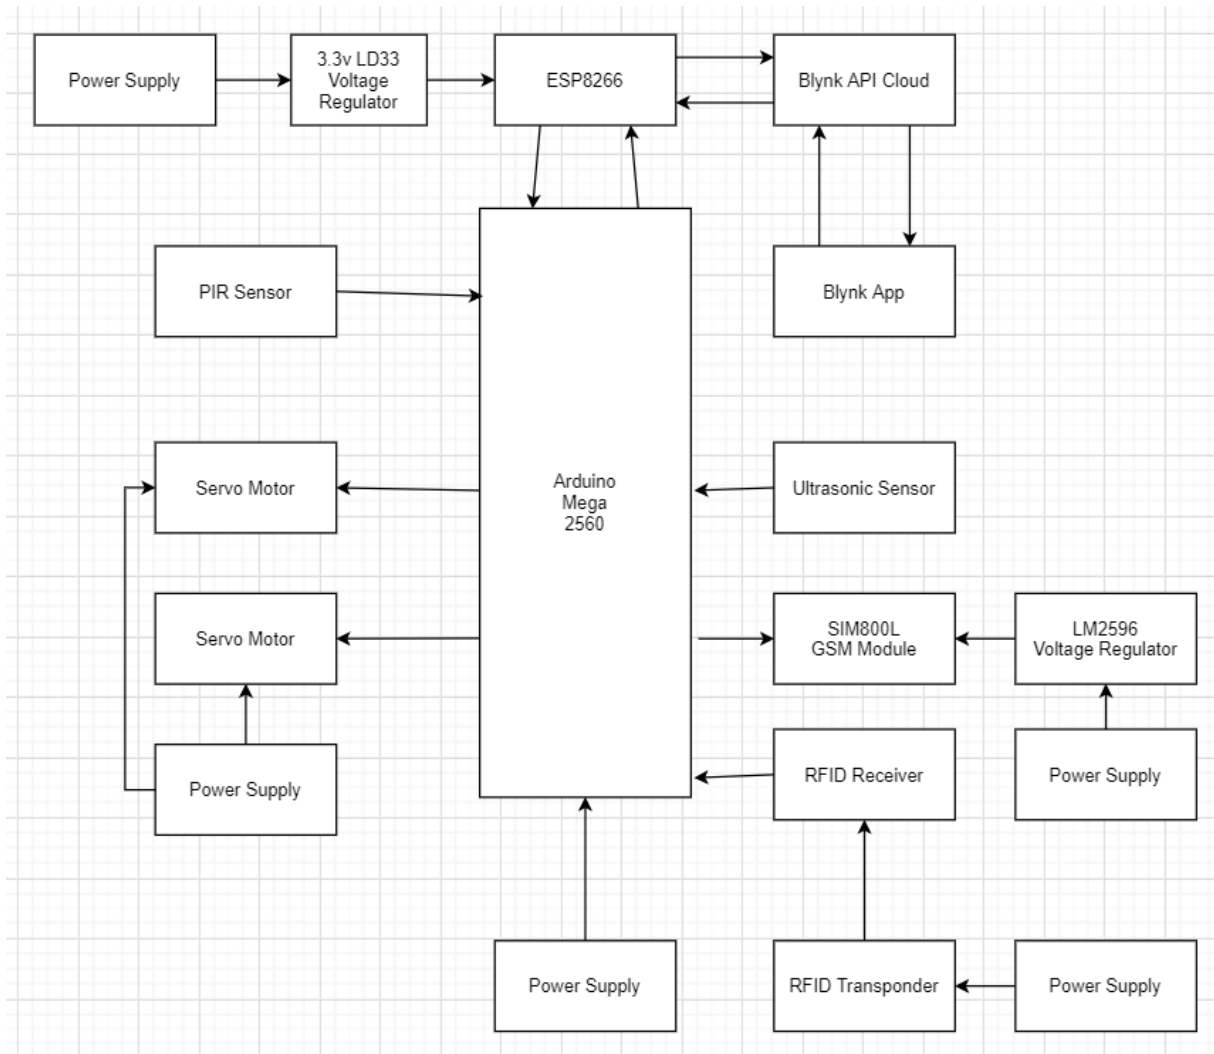 Power Supply
3.3v LD33
Voltage
Regulator
ESP8266
Blynk API Cloud
PIR Sensor
Blynk App
Servo Motor
Arduino
Mega
2560
Ultrasonic Sensor
Servo Motor
SIM800L
GSM Module
LM2596
Voltage Regulator
Power Supply
RFID Receiver
Power Supply
Power Supply
RFID Transponder
Power Supply